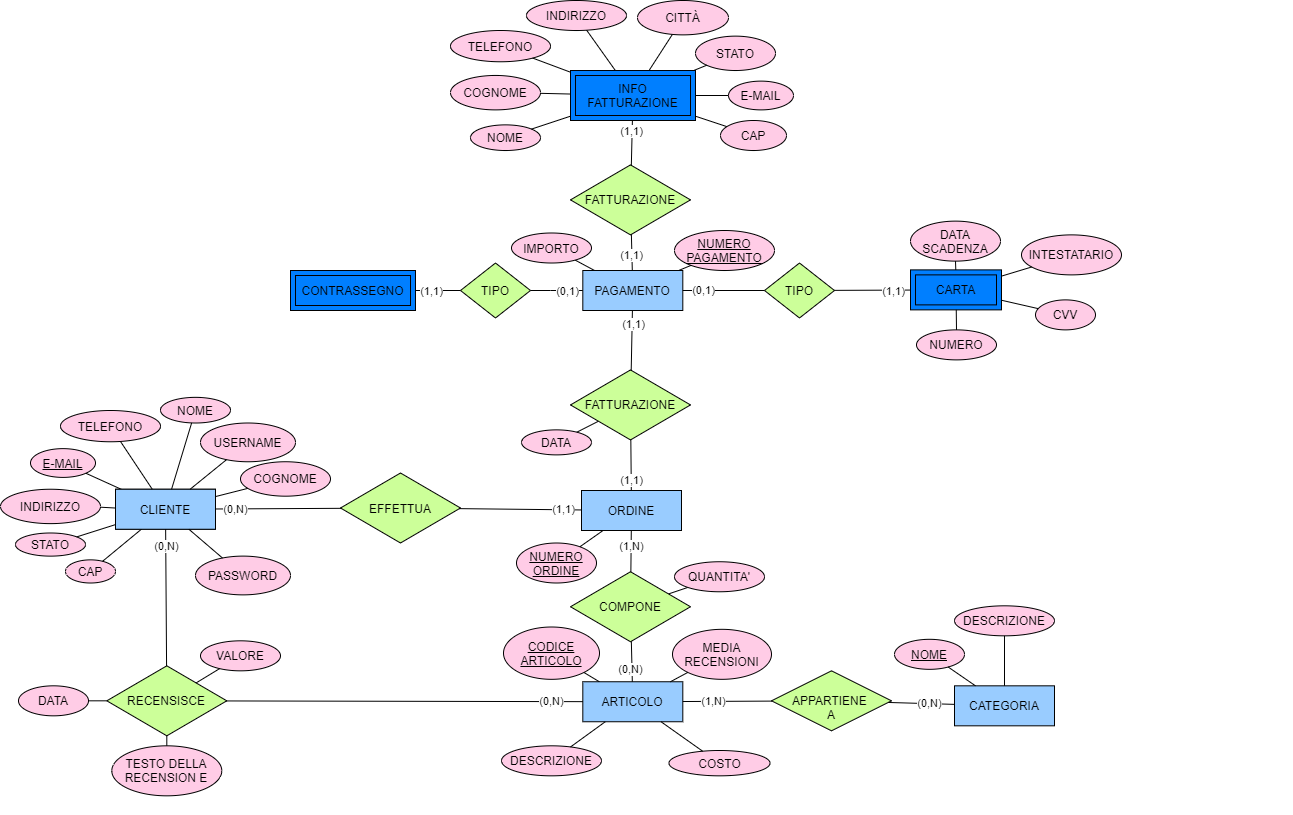 INDIRIZZO
CITTÀ
TELEFONO
STATO
INFO
FATTURAZIONE
COGNOME
E-MAIL
NOME
CAP
(1,1)
FATTURAZIONE
(1,1)
IMPORTO
NUMERO
PAGAMENTO
DATA
SCADENZA
INTESTATARIO
CONTRASSEGNO
(1,1)
TIPO
(0,1)
PAGAMENTO
(0,1)
TIPO
(1,1)
CARTA
CVV
NUMERO
(1,1)
FATTURAZIONE
DATA
(1,1)
NOME
TELEFONO
USERNAME
E-MAIL
COGNOME
INDIRIZZO
CLIENTE
(0,N)
EFFETTUA
(1,1)
ORDINE
STATO
(0,N)
CAP
PASSWORD
NUMERO
ORDINE
(1,N)
QUANTITA'
COMPONE
(0,N)
CODICE
ARTICOLO
MEDIA
RECENSIONI
DESCRIZIONE
NOME
VALORE
DATA
RECENSISCE
(0,N)
ARTICOLO
(1,N)
APPARTIENE
A
(0,N)
CATEGORIA
TESTO DELLA
RECENSION E
DESCRIZIONE
COSTO